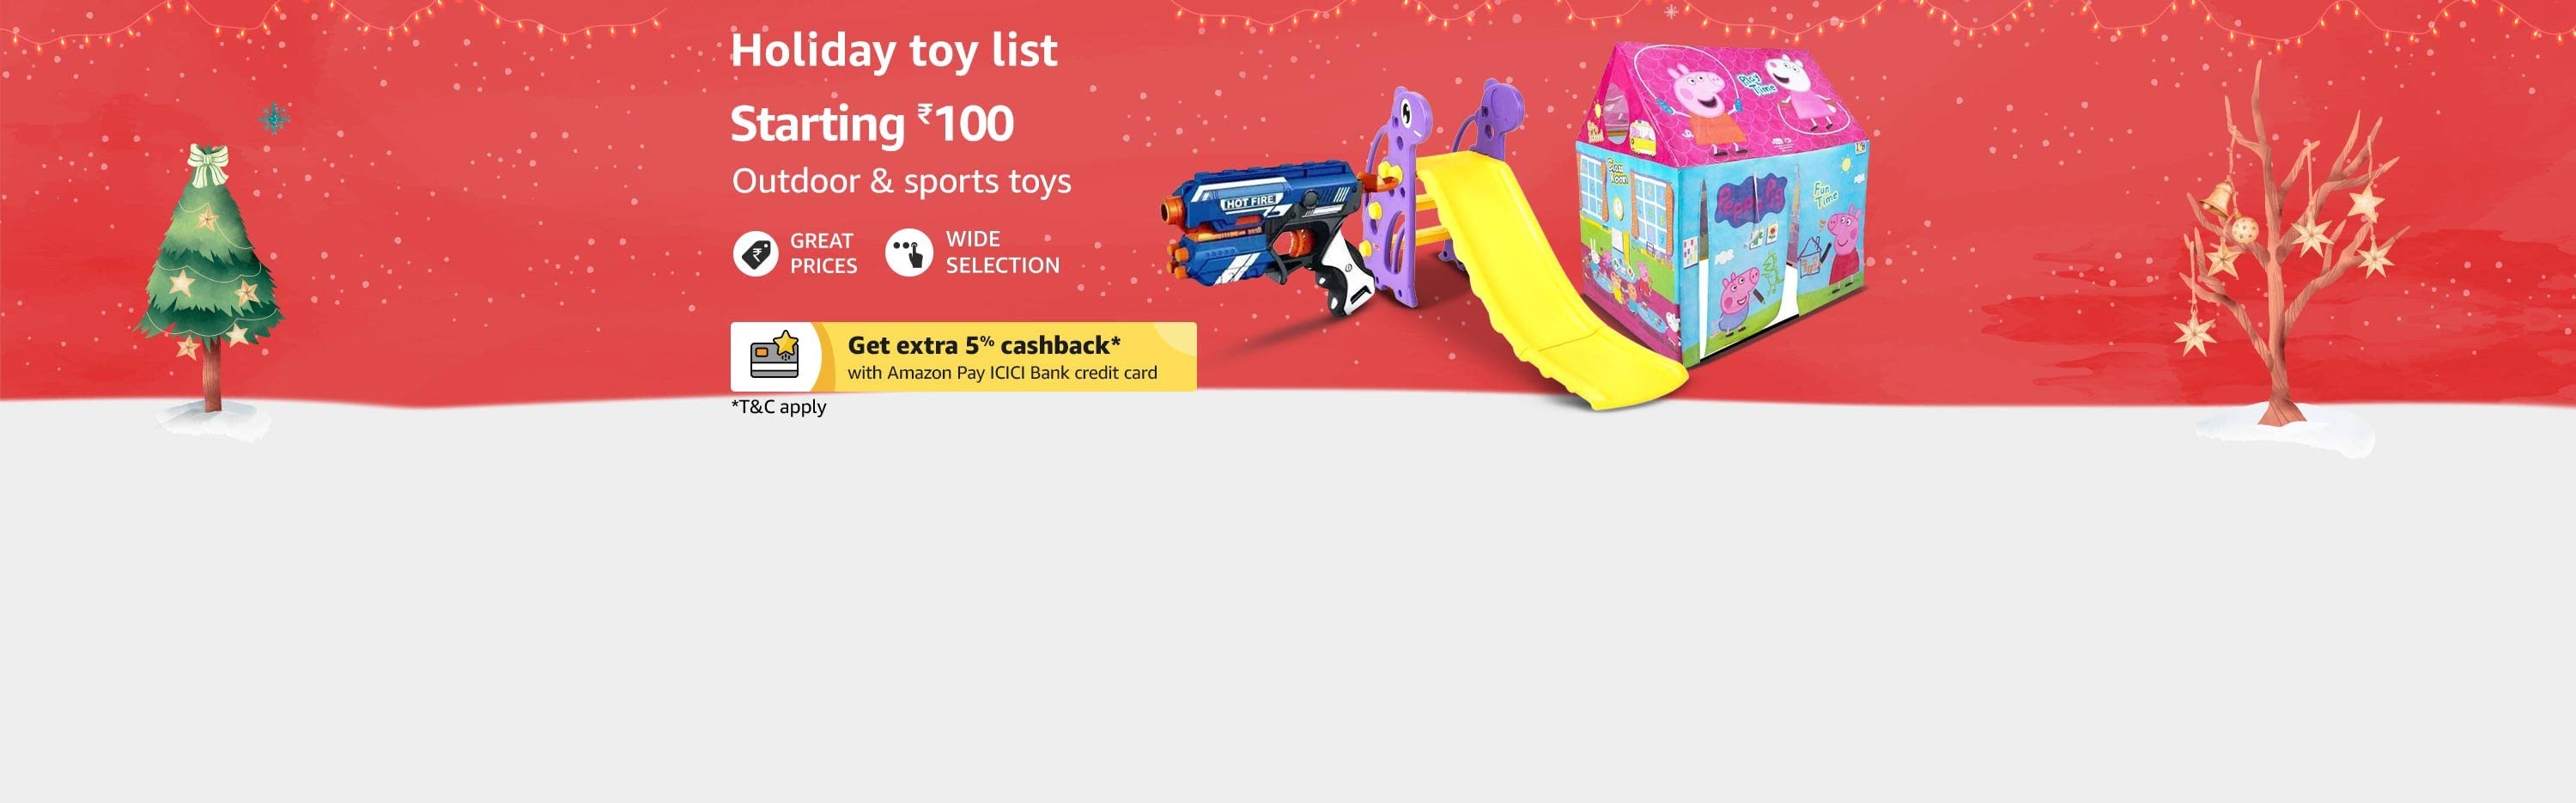 Holiday toy list
Starting ₹100
Outdoor & sports toys
GREAT
PRICES
WIDE
SELECTION
Get extra 5% cashback*
with Amazon Pay ICICI Bank credit card
*T&C apply
HOT FIRE
Play
Time
Peppa Pig
Fun
Time